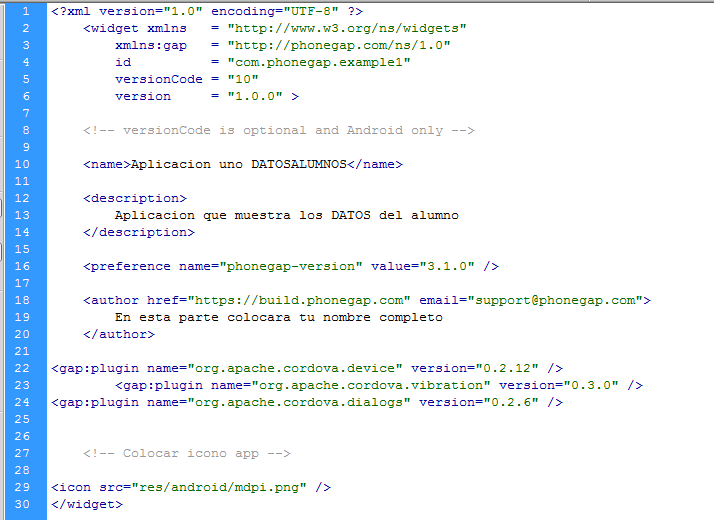 1 <?xml version="1.0" encoding="UTF-8" ?>
2 <widget xmlns = "http://www.w3.org/ns/widgets"
3 xmlns:gap = "http://phonegap.com/ns/1.0"
4 id = "com.phonegap.example1"
5 versionCode = "10"
6 version = "1.0.0" >
7
8 <!-- versionCode is optional and Android only -->
9
10 <name>Aplicacion uno DATOSALUMNOS</name>
11
12 <description>
13 Aplicacion que muestra los DATOS del alumno
14 </description>
15
16 <preference name="phonegap-version" value="3.1.0" />
17
18 <author href="https://build.phonegap.com" email="support@phonegap.com">
19 En esta parte colocara tu nombre completo
20 </author>
21
22 <gap:plugin name="org.apache.cordova.device" version="0.2.12" />
23 <gap:plugin name="org.apache.cordova.vibration" version="0.3.0" />
24 <gap:plugin name="org.apache.cordova.dialogs" version="0.2.6" />
25
26
27 <!-- Colocar icono app -->
28
29 <icon src="res/android/mdpi.png" />
30 </widget>